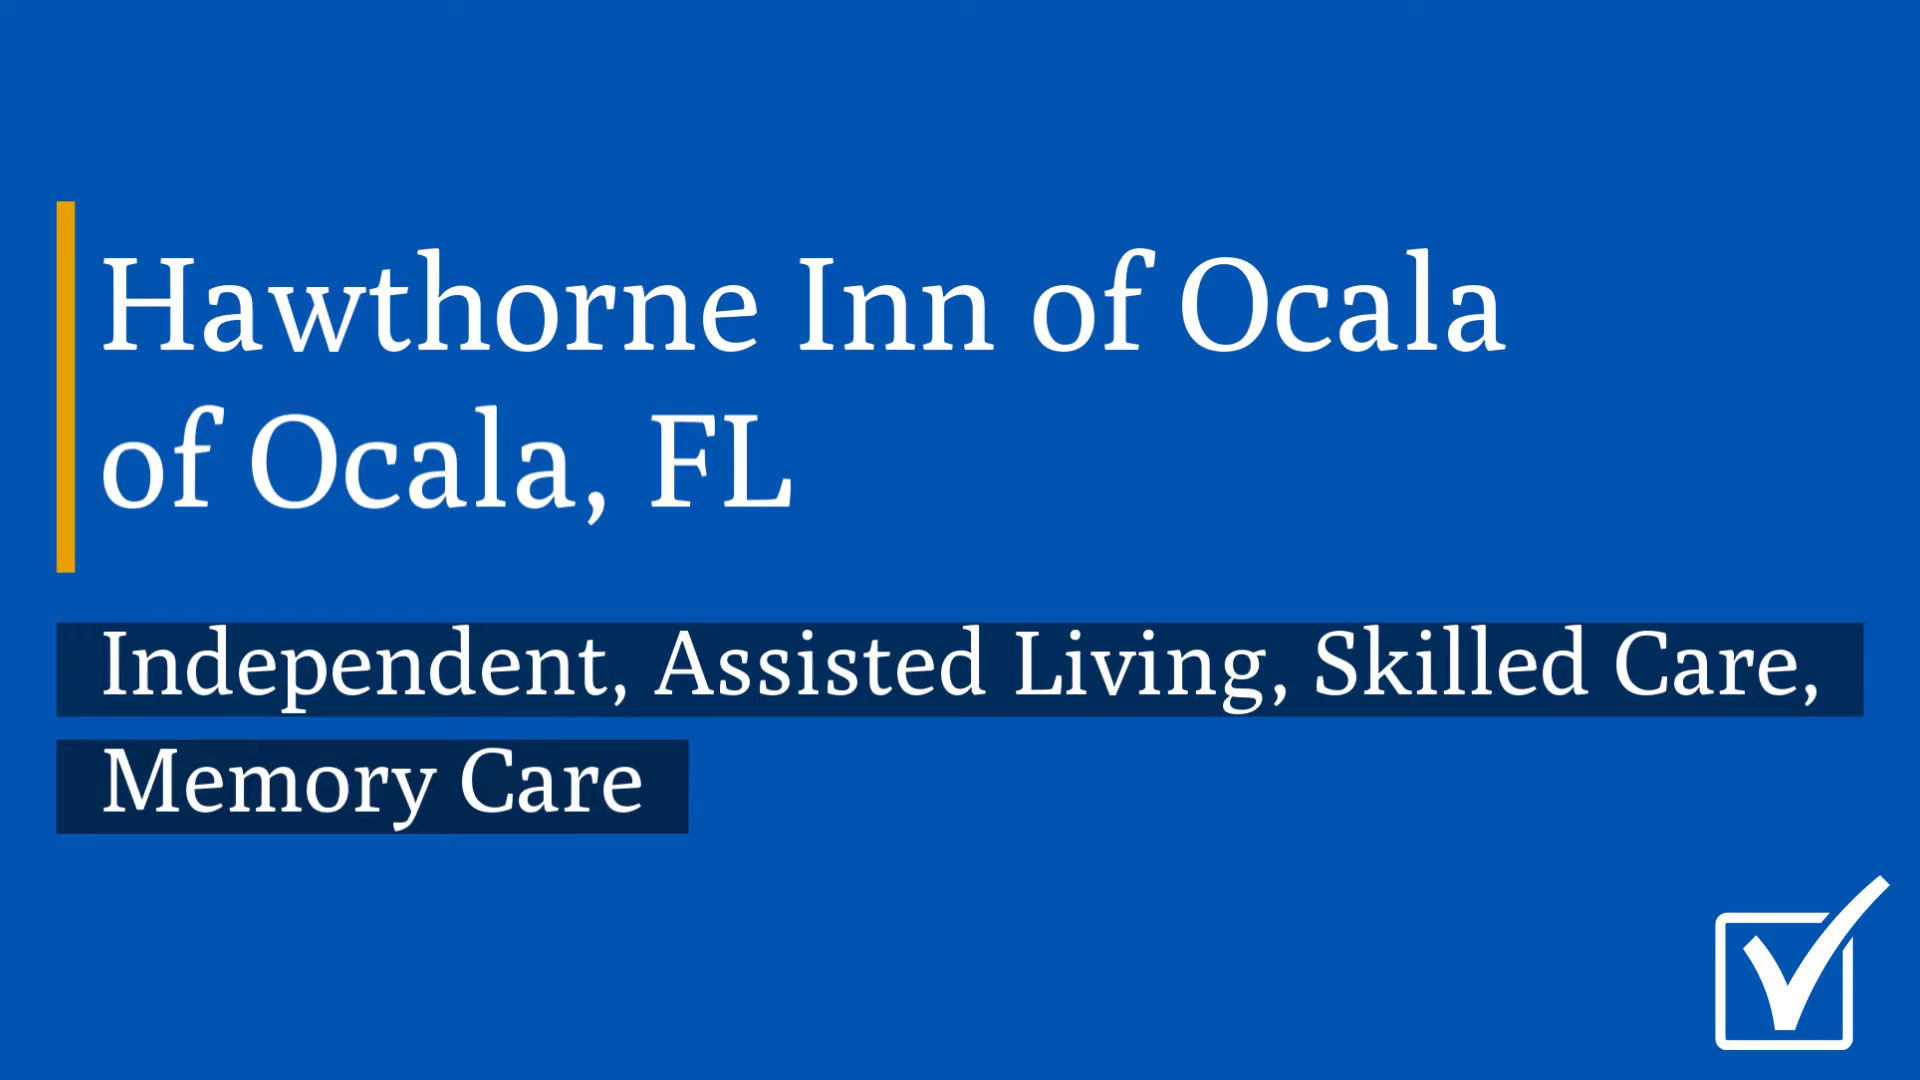 Hawthorne Inn of Ocala
of Ocala, FL
Independent, Assisted Living, Skilled Care,
Memory Care